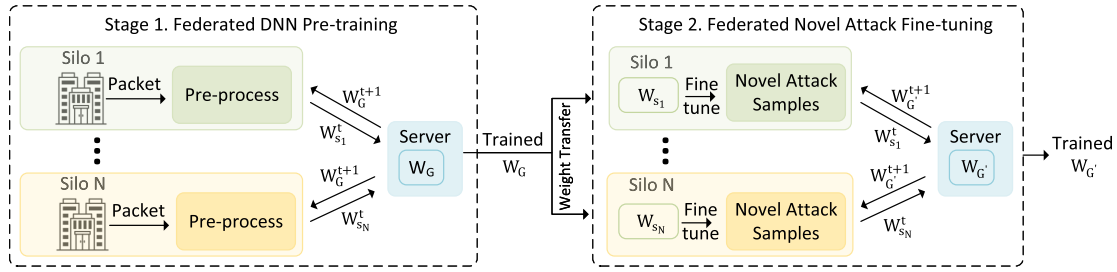 Stage 1. Federated DNN Pre-training
Silo 1
Packet
Pre-process
W_G^{t+1}
W_{s_1}^t
Silo N
Packet
Pre-process
W_G^{t+1}
W_{s_N}^t
Server
W_G
Trained
W_G
Weight Transfer
Stage 2. Federated Novel Attack Fine-tuning
Silo 1
W_{s_1}
Fine
tune
Novel Attack
Samples
W_{G'}^{t+1}
W_{s_1}^t
Silo N
W_{s_N}
Fine
tune
Novel Attack
Samples
W_{G'}^{t+1}
W_{s_N}^t
Server
W_{G'}
Trained
W_{G'}